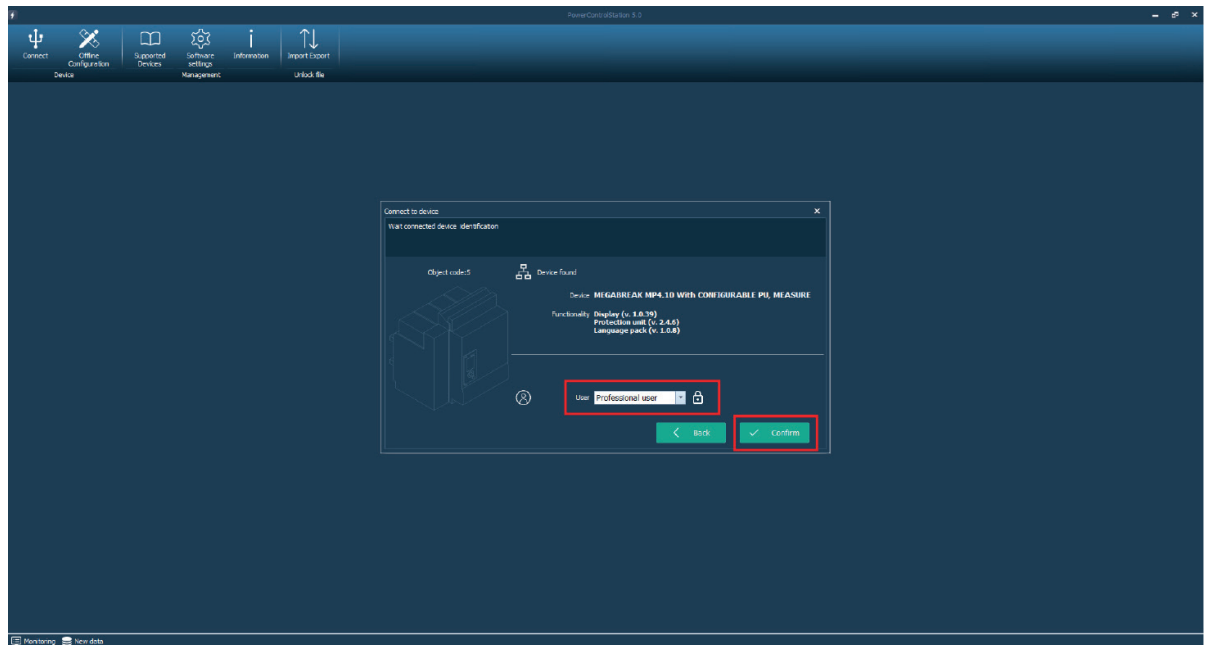 PowerControlStation 5.0
Connect
Offline Configuration
Supported Devices
Software settings
Information
Import Export
Device
Management
Unlock file
Connect to device
Wait connected device identification
Object code:5
Device found
Device MEGABREAK MP4.10 With CONFIGURABLE PU, MEASURE
Functionality Display (v. 1.0.39)
Protection unit (v. 2.4.6)
Language pack (v. 1.0.8)
User Professional user
Back
Confirm
Monitoring New data